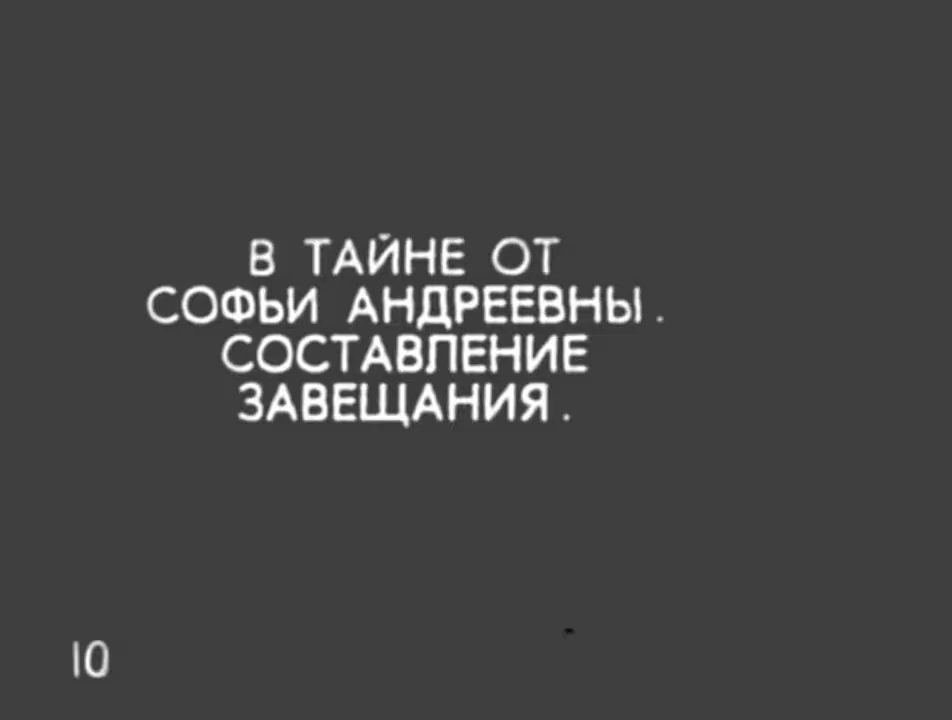 В ТАЙНЕ ОТ
СОФЬИ АНДРЕЕВНЫ.
СОСТАВЛЕНИЕ
ЗАВЕЩАНИЯ.
10